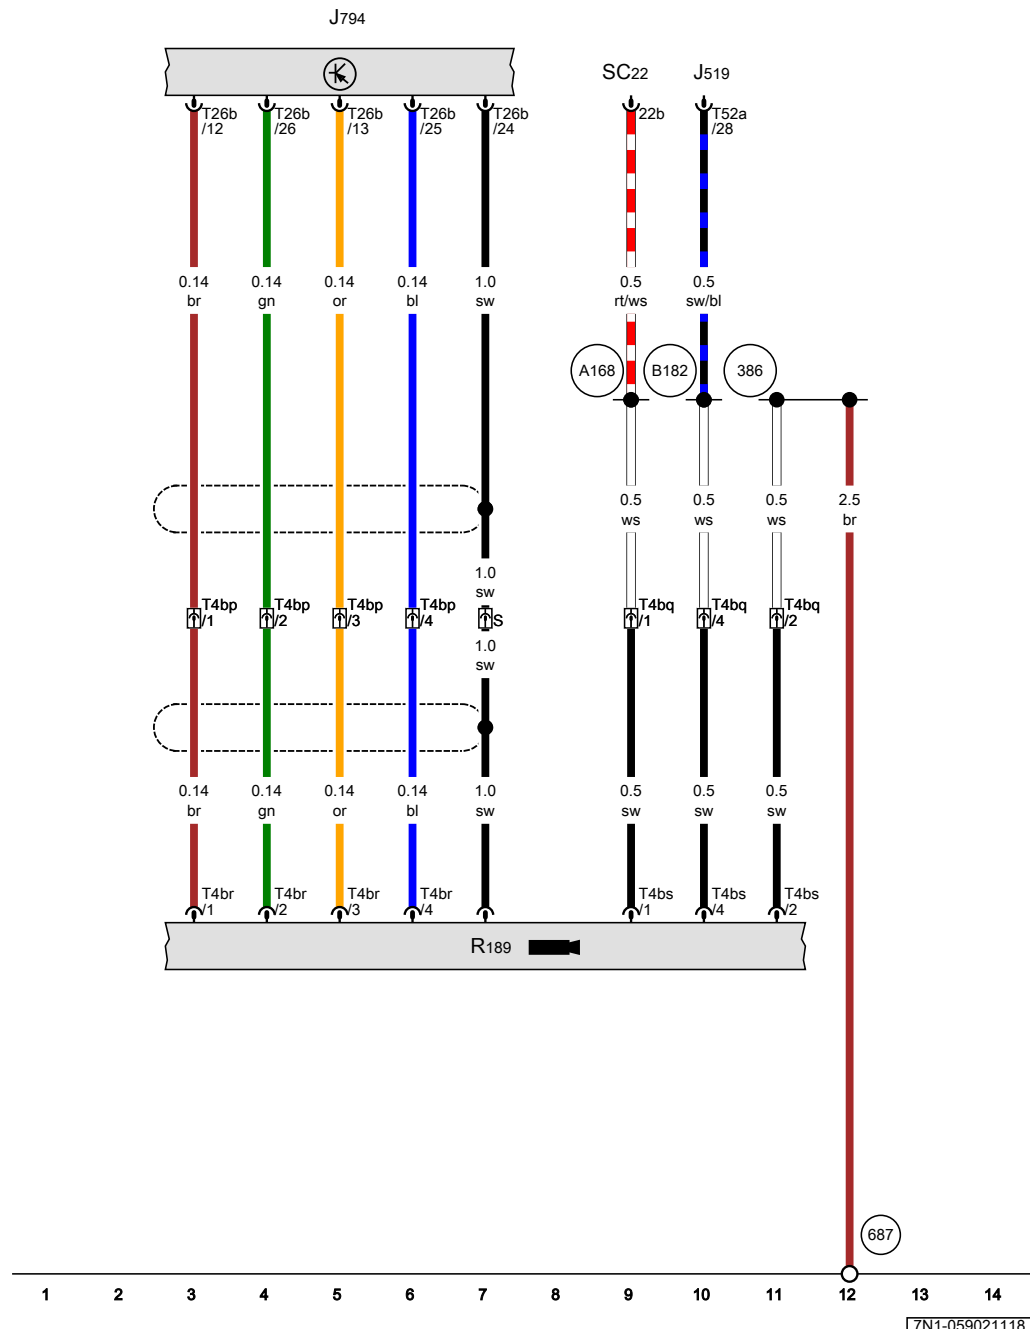 J794
SC22 J519
T26b /12 T26b /26 T26b /13 T26b /25 T26b /24 22b T52a /28
0.14 0.14 0.14 0.14 1.0 0.5 0.5
br gn or bl sw rt/ws sw/bl
A168 B182 386
0.5 0.5 0.5 2.5
ws ws ws br
1.0
sw
T4bp /1 T4bp /2 T4bp /3 T4bp /4 S T4bq /1 T4bq /4 T4bq /2
1.0
sw
0.14 0.14 0.14 0.14 1.0 0.5 0.5 0.5
br gn or bl sw sw sw sw
T4br /1 T4br /2 T4br /3 T4br /4 T4bs /1 T4bs /4 T4bs /2
R189
687
1 2 3 4 5 6 7 8 9 10 11 12 13 14
7N1-059021118